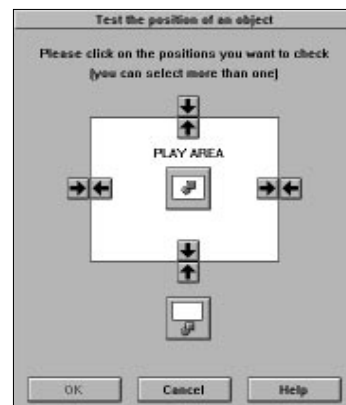 Test the position of an object
Please click on the positions you want to check
(you can select more than one)
PLAY AREA
OK
Cancel
Help